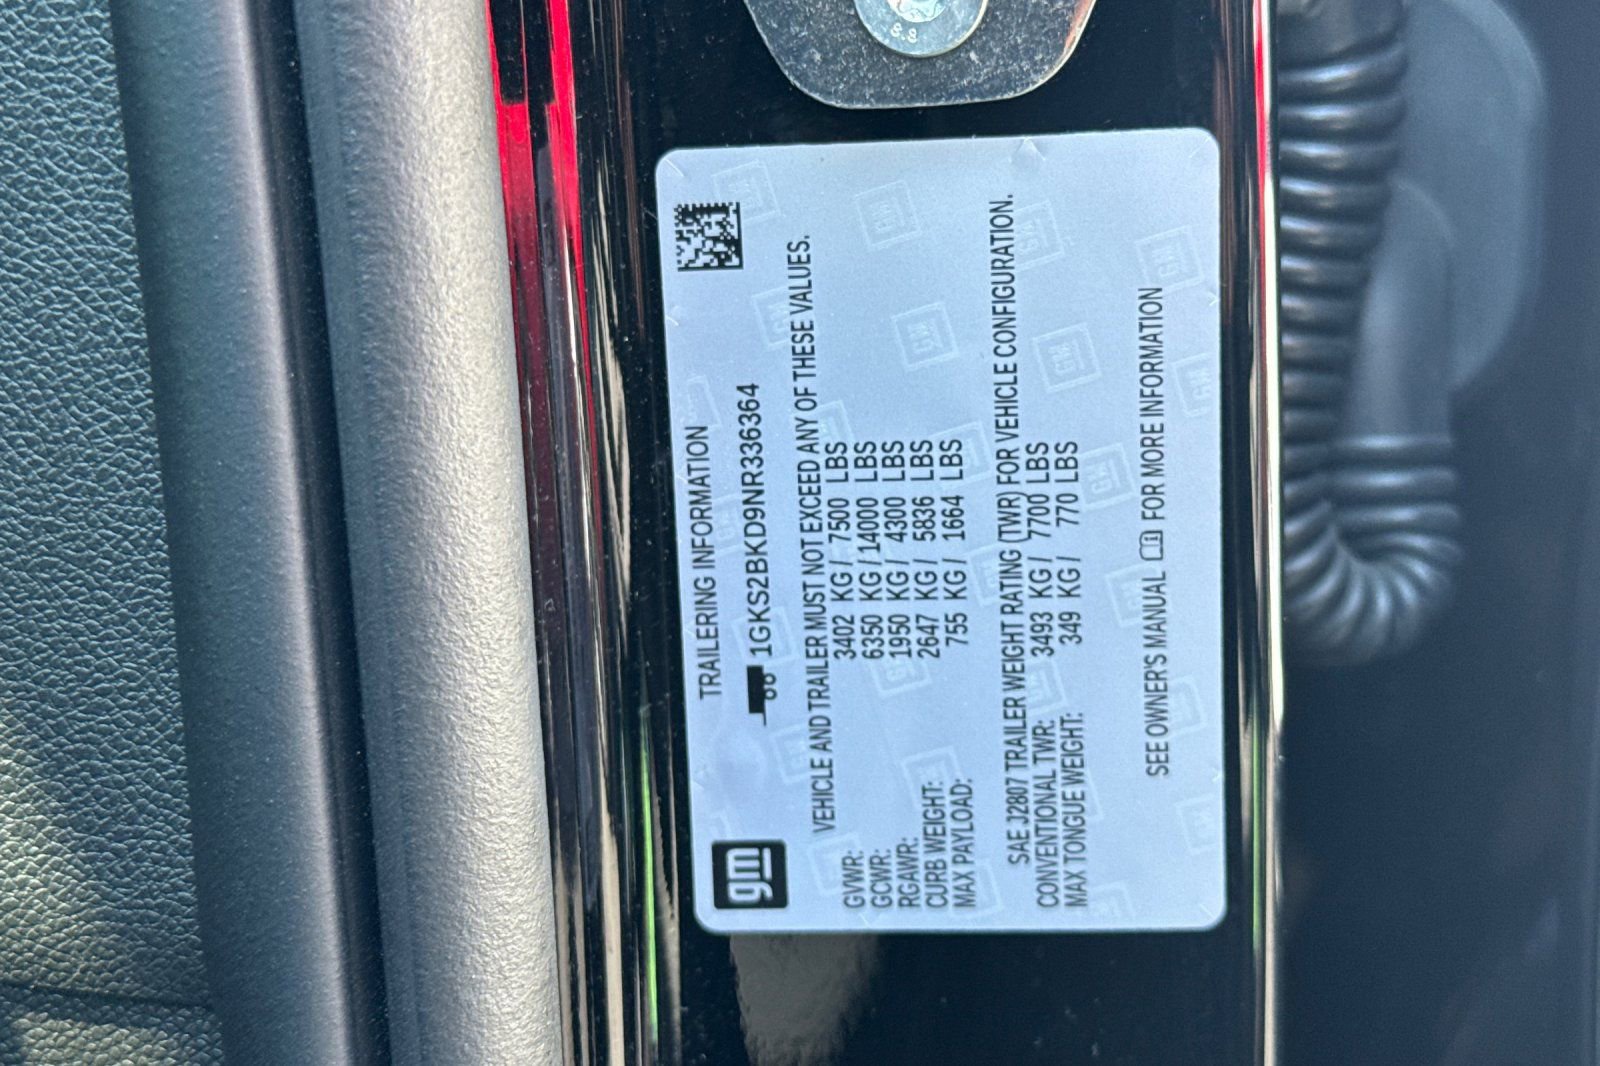 gm
TRAILERING INFORMATION
1GKS2BKD9NR336364
VEHICLE AND TRAILER MUST NOT EXCEED ANY OF THESE VALUES.
GVWR: 3402 KG / 7500 LBS
GCWR: 6350 KG / 14000 LBS
RGAWR: 1950 KG / 4300 LBS
CURB WEIGHT: 2647 KG / 5836 LBS
MAX PAYLOAD: 755 KG / 1664 LBS
SAE J2807 TRAILER WEIGHT RATING (TWR) FOR VEHICLE CONFIGURATION.
CONVENTIONAL TWR: 3493 KG / 7700 LBS
MAX TONGUE WEIGHT: 349 KG / 770 LBS
SEE OWNER'S MANUAL FOR MORE INFORMATION
8.8